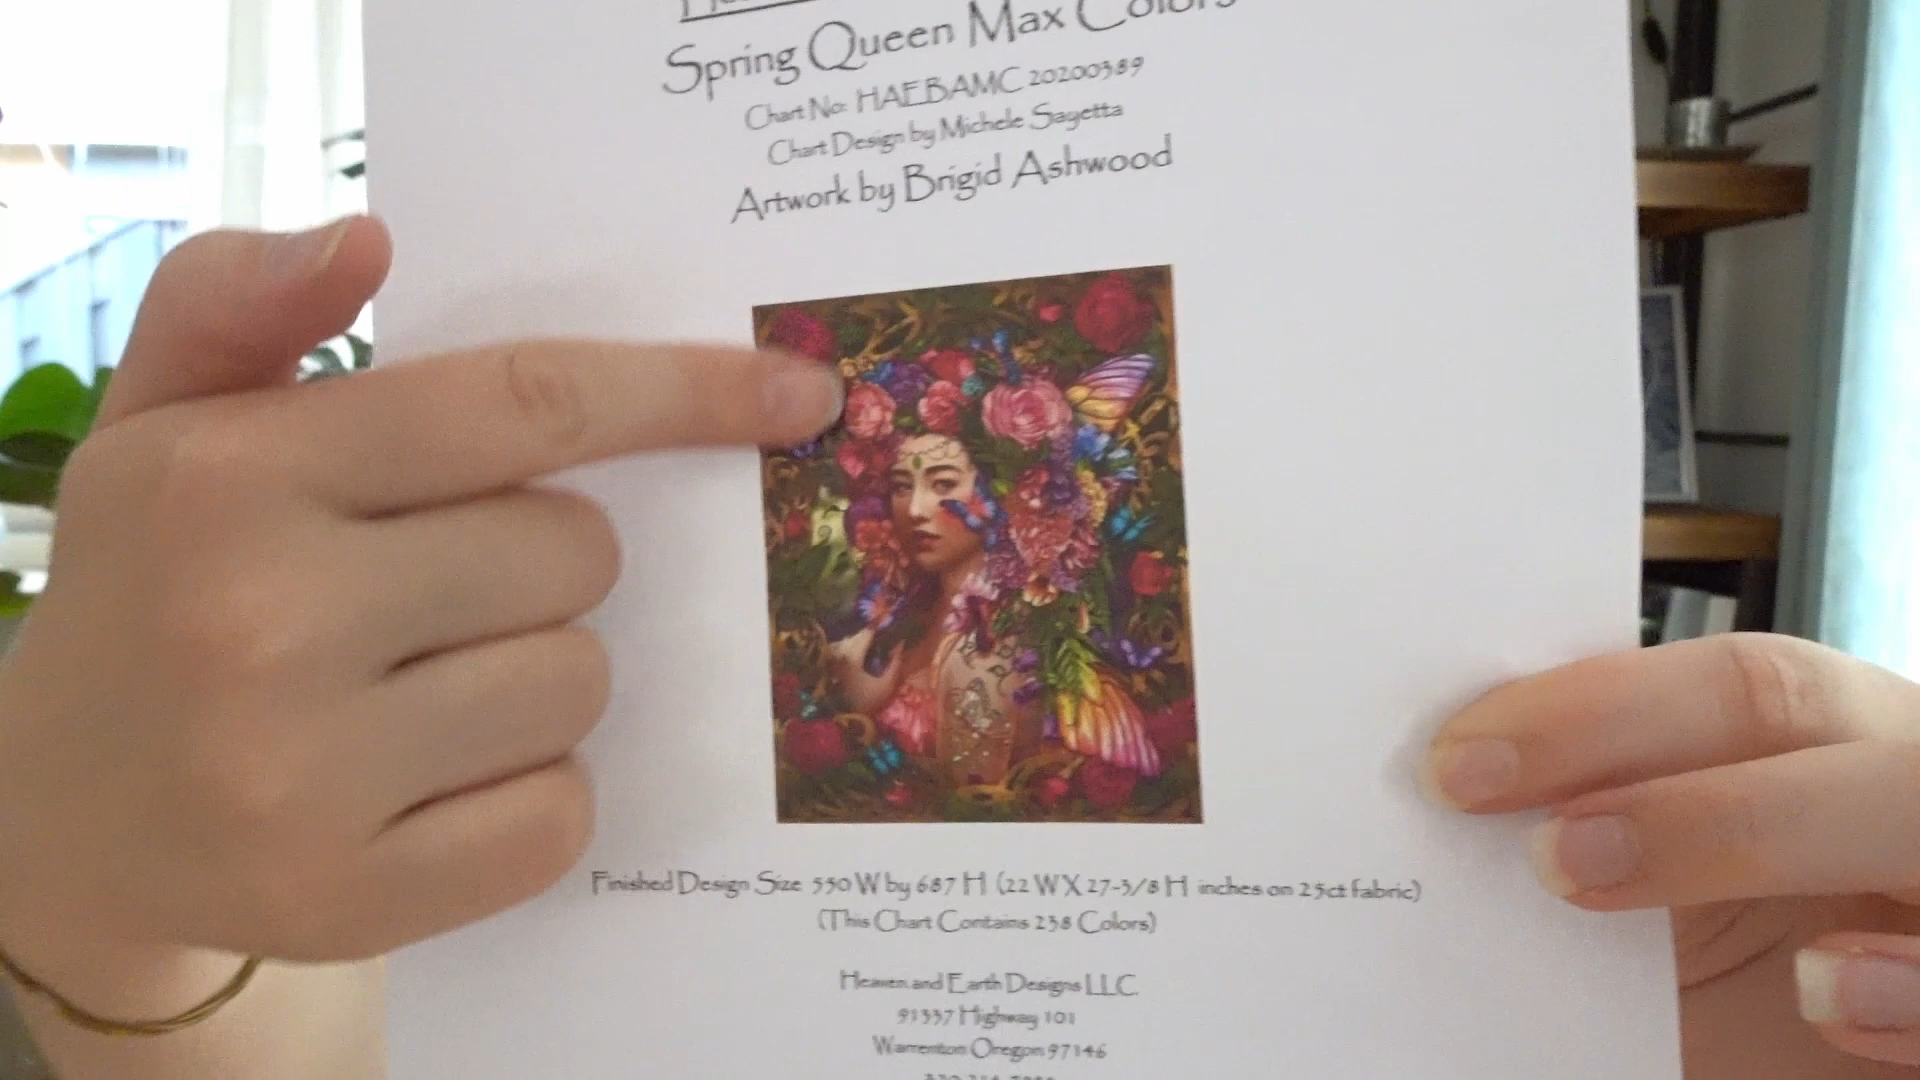 Spring Queen Max Colors
Chart No: HAEBAMC 20200389
Chart Design by Michele Sayetta
Artwork by Brigid Ashwood
Finished Design Size 550 W by 687 H (22 W X 27-3/8 H inches on 25ct fabric)
(This Chart Contains 238 Colors)
Heaven and Earth Designs LLC.
91337 Highway 101
Warrenton Oregon 97146